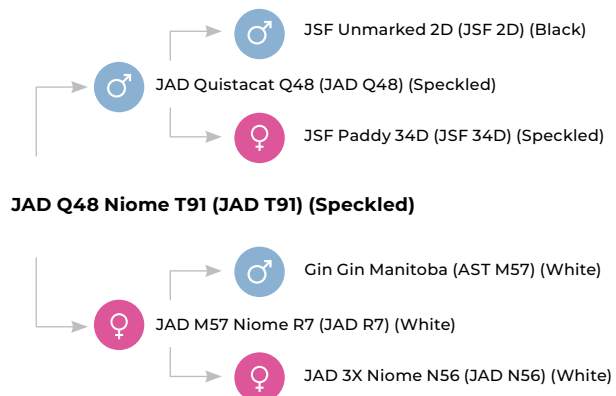 JSF Unmarked 2D (JSF 2D) (Black)
JAD Quistacat Q48 (JAD Q48) (Speckled)
JSF Paddy 34D (JSF 34D) (Speckled)
JAD Q48 Niome T91 (JAD T91) (Speckled)
Gin Gin Manitoba (AST M57) (White)
JAD M57 Niome R7 (JAD R7) (White)
JAD 3X Niome N56 (JAD N56) (White)